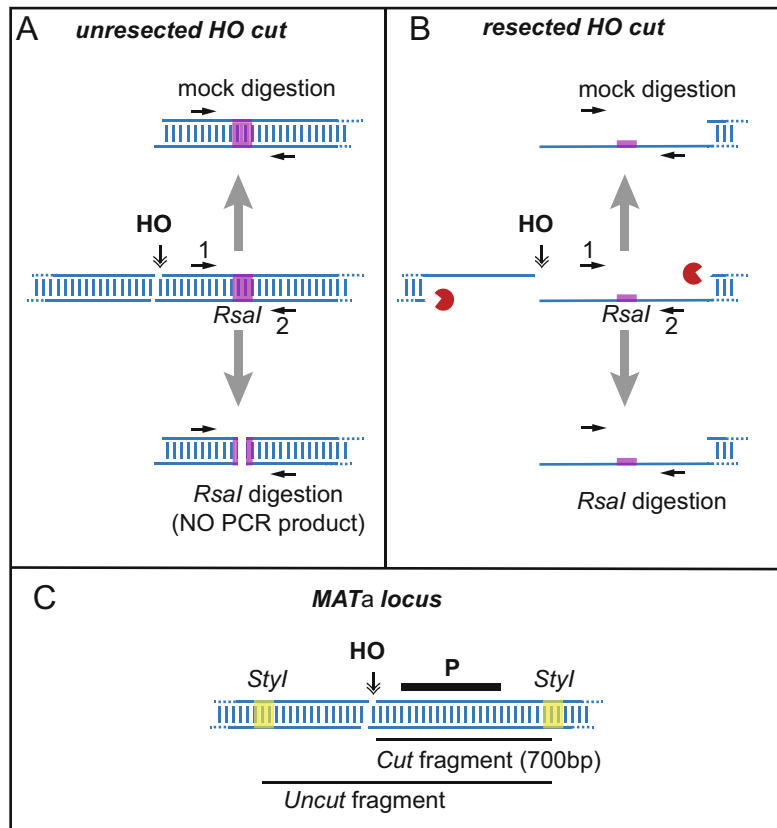 A
unresected HO cut
mock digestion
HO
1
RsaI
2
RsaI digestion
(NO PCR product)
B
resected HO cut
mock digestion
HO
1
RsaI
2
RsaI digestion
C
MATa locus
HO
P
StyI
StyI
Cut fragment (700bp)
Uncut fragment